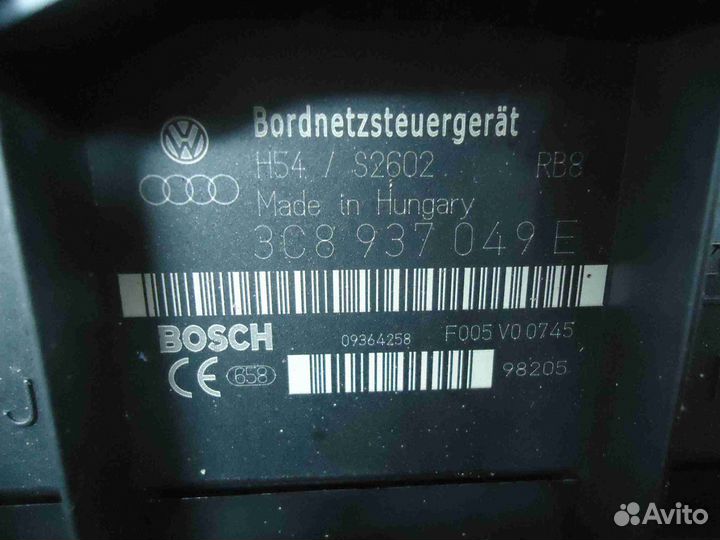 Bordnetzsteuergerät
H54 / S2602 RB8
Made in Hungary
3C8 937 049 E
BOSCH 09364258 F005 V0 0745
CE 658 98205
J
Avito